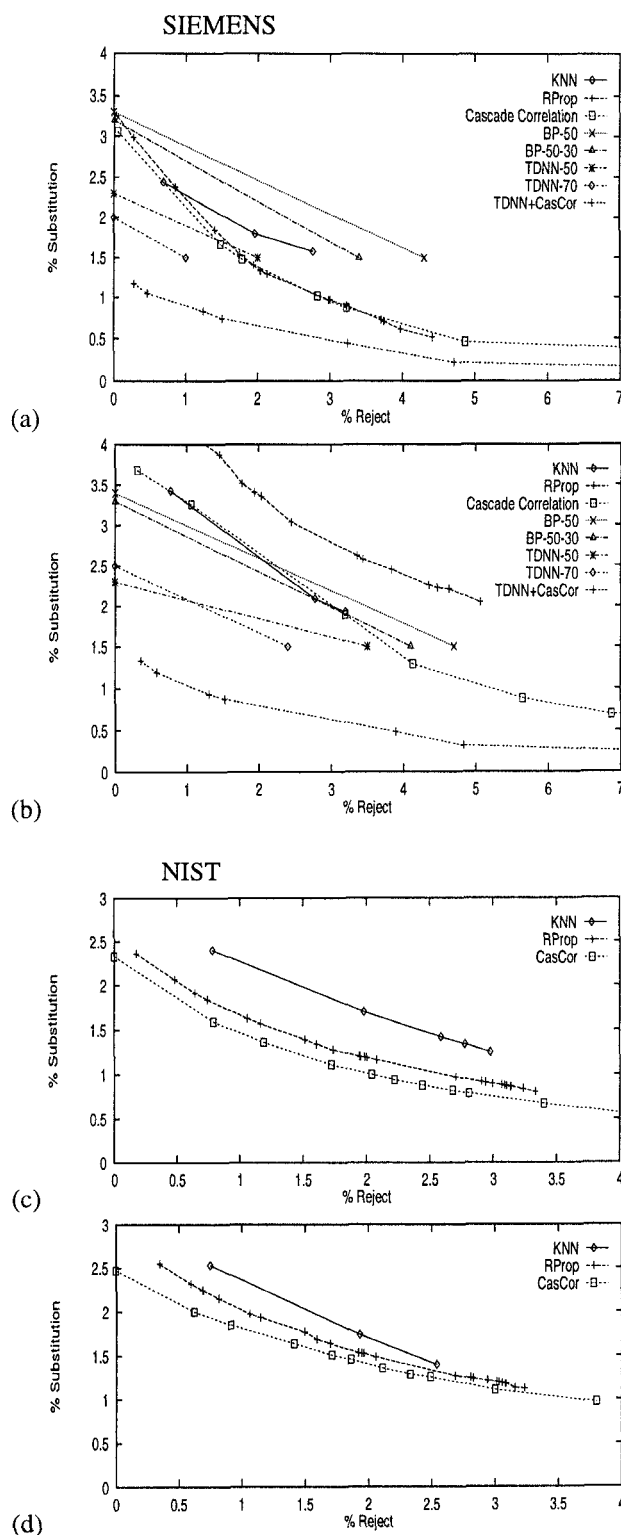 SIEMENS
4
3.5
3
2.5
2
1.5
1
0.5
0
% Substitution
KNN
RProp
Cascade Correlation
BP-50
BP-50-30
TDNN-50
TDNN-70
TDNN+CasCor
0 1 2 3 4 5 6 7
% Reject
(a)
4
3.5
3
2.5
2
1.5
1
0.5
0
% Substitution
KNN
RProp
Cascade Correlation
BP-50
BP-50-30
TDNN-50
TDNN-70
TDNN+CasCor
0 1 2 3 4 5 6 7
% Reject
(b)
NIST
3
2.5
2
1.5
1
0.5
0
% Substitution
KNN
RProp
CasCor
0 0.5 1 1.5 2 2.5 3 3.5 4
% Reject
(c)
3
2.5
2
1.5
1
0.5
0
% Substitution
KNN
RProp
CasCor
0 0.5 1 1.5 2 2.5 3 3.5 4
% Reject
(d)